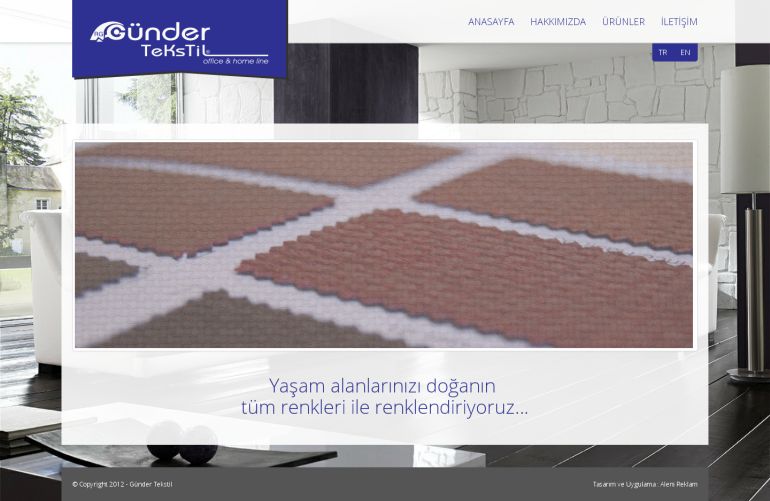 Günder
TeKsTiL
office & home line
ANASAYFA HAKKIMIZDA ÜRÜNLER İLETİŞİM
TR EN
Yaşam alanlarınızı doğanın
tüm renkleri ile renklendiriyoruz...
© Copyright 2012 - Günder Tekstil
Tasarım ve Uygulama : Alemi Reklam